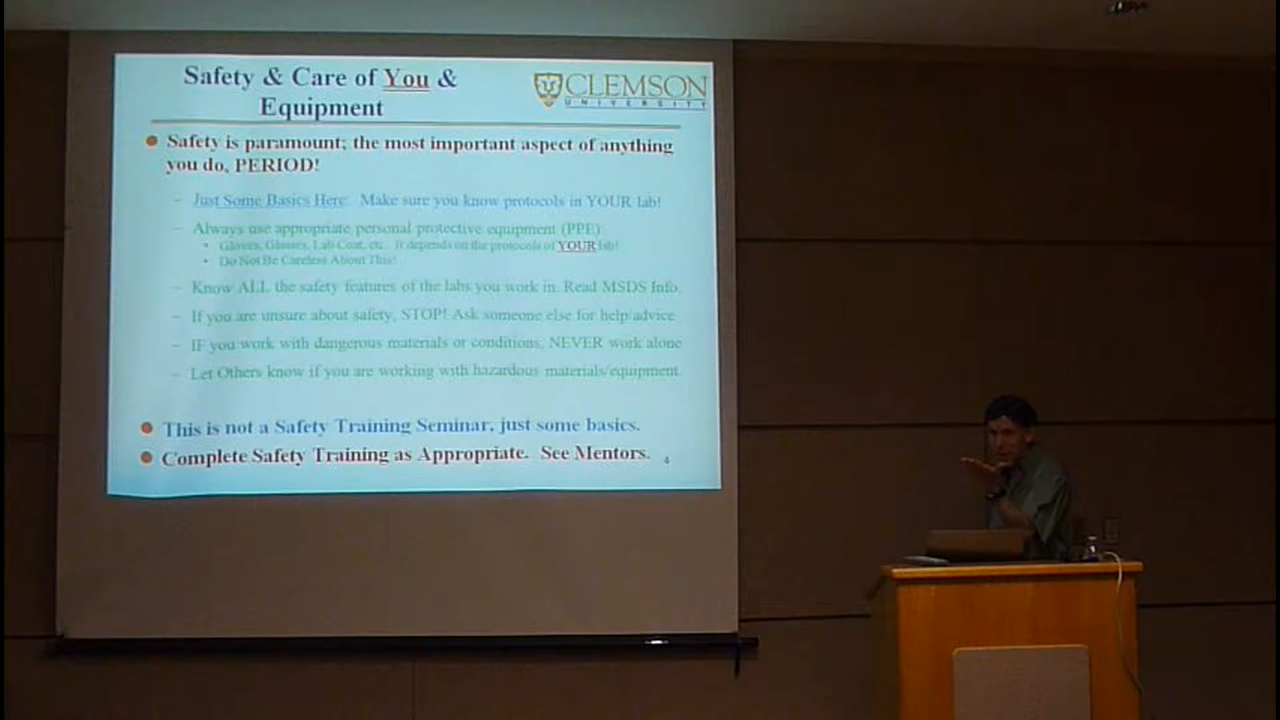 Safety & Care of You &
Equipment
CLEMSON
UNIVERSITY
Safety is paramount; the most important aspect of anything
you do, PERIOD!
– Just Some Basics Here. Make sure you know protocols in YOUR lab!
– Always use appropriate personal protective equipment (PPE)
• Gloves, Glasses, Lab Coat, etc. It depends on the protocols of YOUR lab!
• Do Not Be Careless About This!
– Know ALL the safety features of the labs you work in. Read MSDS Info.
– If you are unsure about safety, STOP! Ask someone else for help/advice
– IF you work with dangerous materials or conditions, NEVER work alone
– Let Others know if you are working with hazardous materials/equipment
This is not a Safety Training Seminar, just some basics.
Complete Safety Training as Appropriate. See Mentors.
4